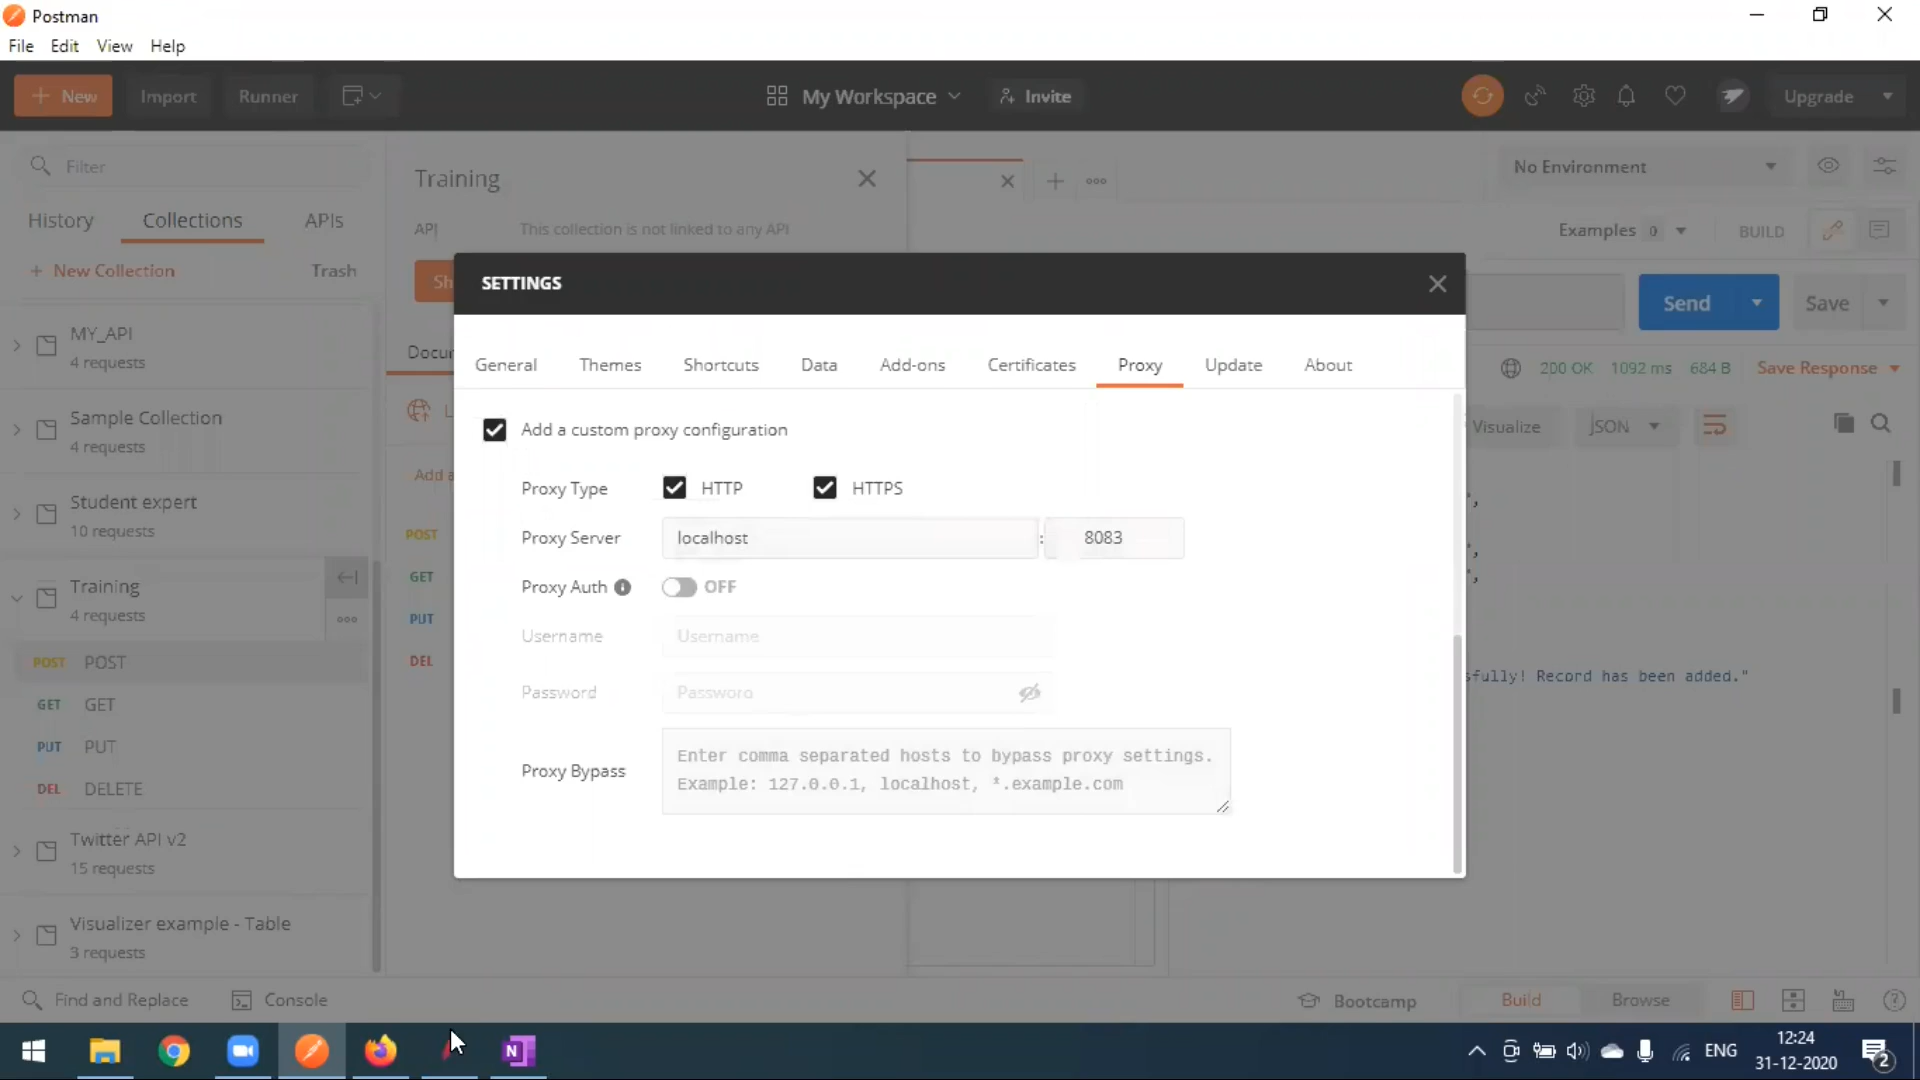 Postman
File Edit View Help
New Import Runner My Workspace Invite Upgrade
Filter
Training
No Environment
History Collections APIs
API This collection is not linked to any API
Examples 0 BUILD
+ New Collection Trash
SETTINGS
Send Save
MY_API
4 requests
General Themes Shortcuts Data Add-ons Certificates Proxy Update About
200 OK 1092 ms 684 B Save Response
Sample Collection
4 requests
Add a custom proxy configuration
Visualize JSON
Student expert
10 requests
Proxy Type HTTP HTTPS
POST
Proxy Server localhost : 8083
GET
Training
4 requests
Proxy Auth OFF
PUT
Username Username
DEL
POST POST
Password Password
fully! Record has been added."
GET GET
PUT PUT
DEL DELETE
Proxy Bypass Enter comma separated hosts to bypass proxy settings.
Example: 127.0.0.1, localhost, *.example.com
Twitter API v2
15 requests
Visualizer example - Table
3 requests
Find and Replace Console Bootcamp Build Browse
N ENG 12:24
31-12-2020 2